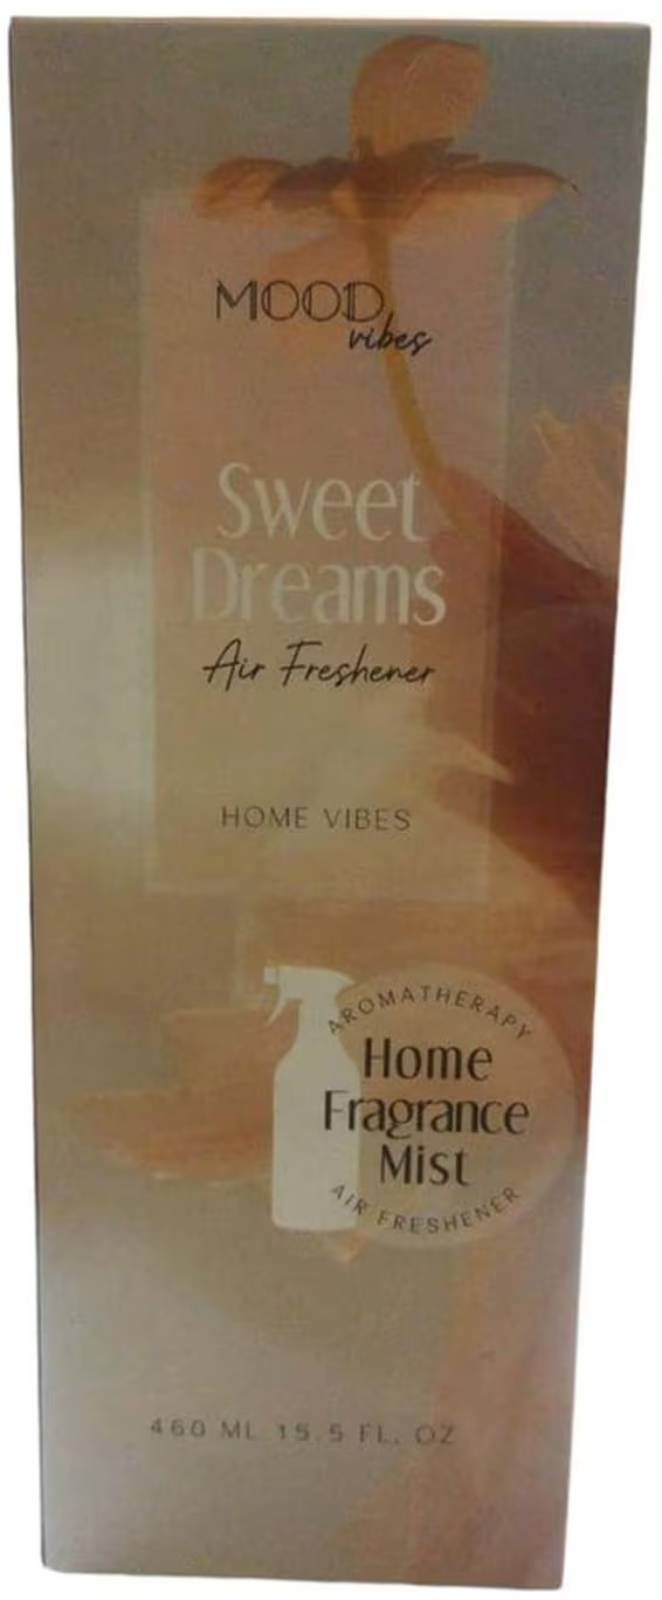 MOOD
vibes
Sweet
Dreams
Air Freshener
HOME VIBES
AROMATHERAPY
Home
Fragrance
Mist
AIR FRESHENER
460 ML 15.5 FL. OZ